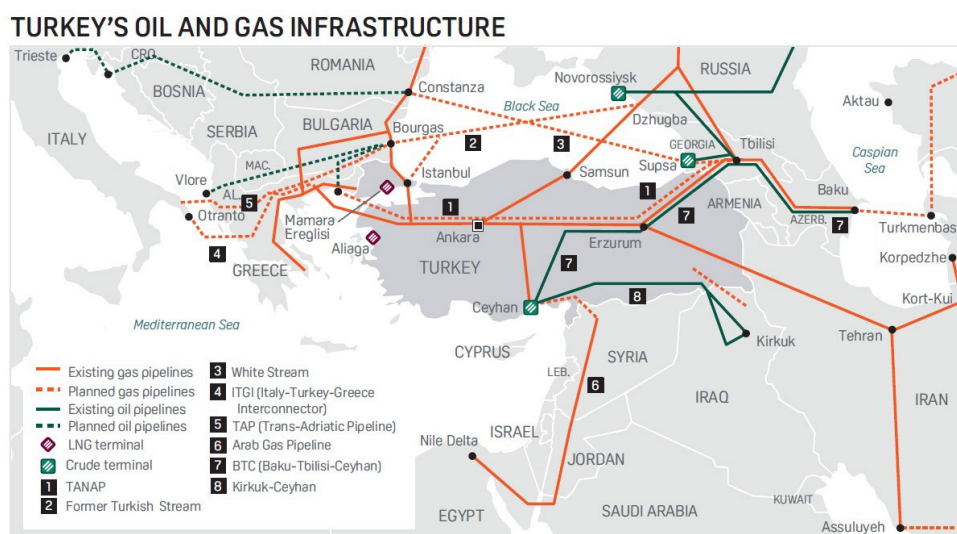 TURKEY'S OIL AND GAS INFRASTRUCTURE
Trieste
CRO.
BOSNIA
ROMANIA
Constanza
Novorossiysk
RUSSIA
Aktau
Black Sea
Dzhugba
ITALY
SERBIA
BULGARIA
Bourgas
2
3
GEORGIA
Tbilisi
Caspian
Sea
MAC.
Vlore
AL.
5
Istanbul
Samsun
Supsa
1
Baku
Otranto
Mamara
Ereglisi
1
7
ARMENIA
AZERB.
7
Turkmenbas
4
Ankara
Erzurum
Korpedzhe
Aliaga
GREECE
TURKEY
7
8
Kort-Kui
Ceyhan
Mediterranean Sea
Kirkuk
Tehran
CYPRUS
SYRIA
LEB.
6
IRAQ
IRAN
Nile Delta
ISRAEL
JORDAN
KUWAIT
EGYPT
SAUDI ARABIA
Assuluyeh
Existing gas pipelines
Planned gas pipelines
Existing oil pipelines
Planned oil pipelines
LNG terminal
Crude terminal
1 TANAP
2 Former Turkish Stream
3 White Stream
4 ITGI (Italy-Turkey-Greece
Interconnector)
5 TAP (Trans-Adriatic Pipeline)
6 Arab Gas Pipeline
7 BTC (Baku-Tbilisi-Ceyhan)
8 Kirkuk-Ceyhan